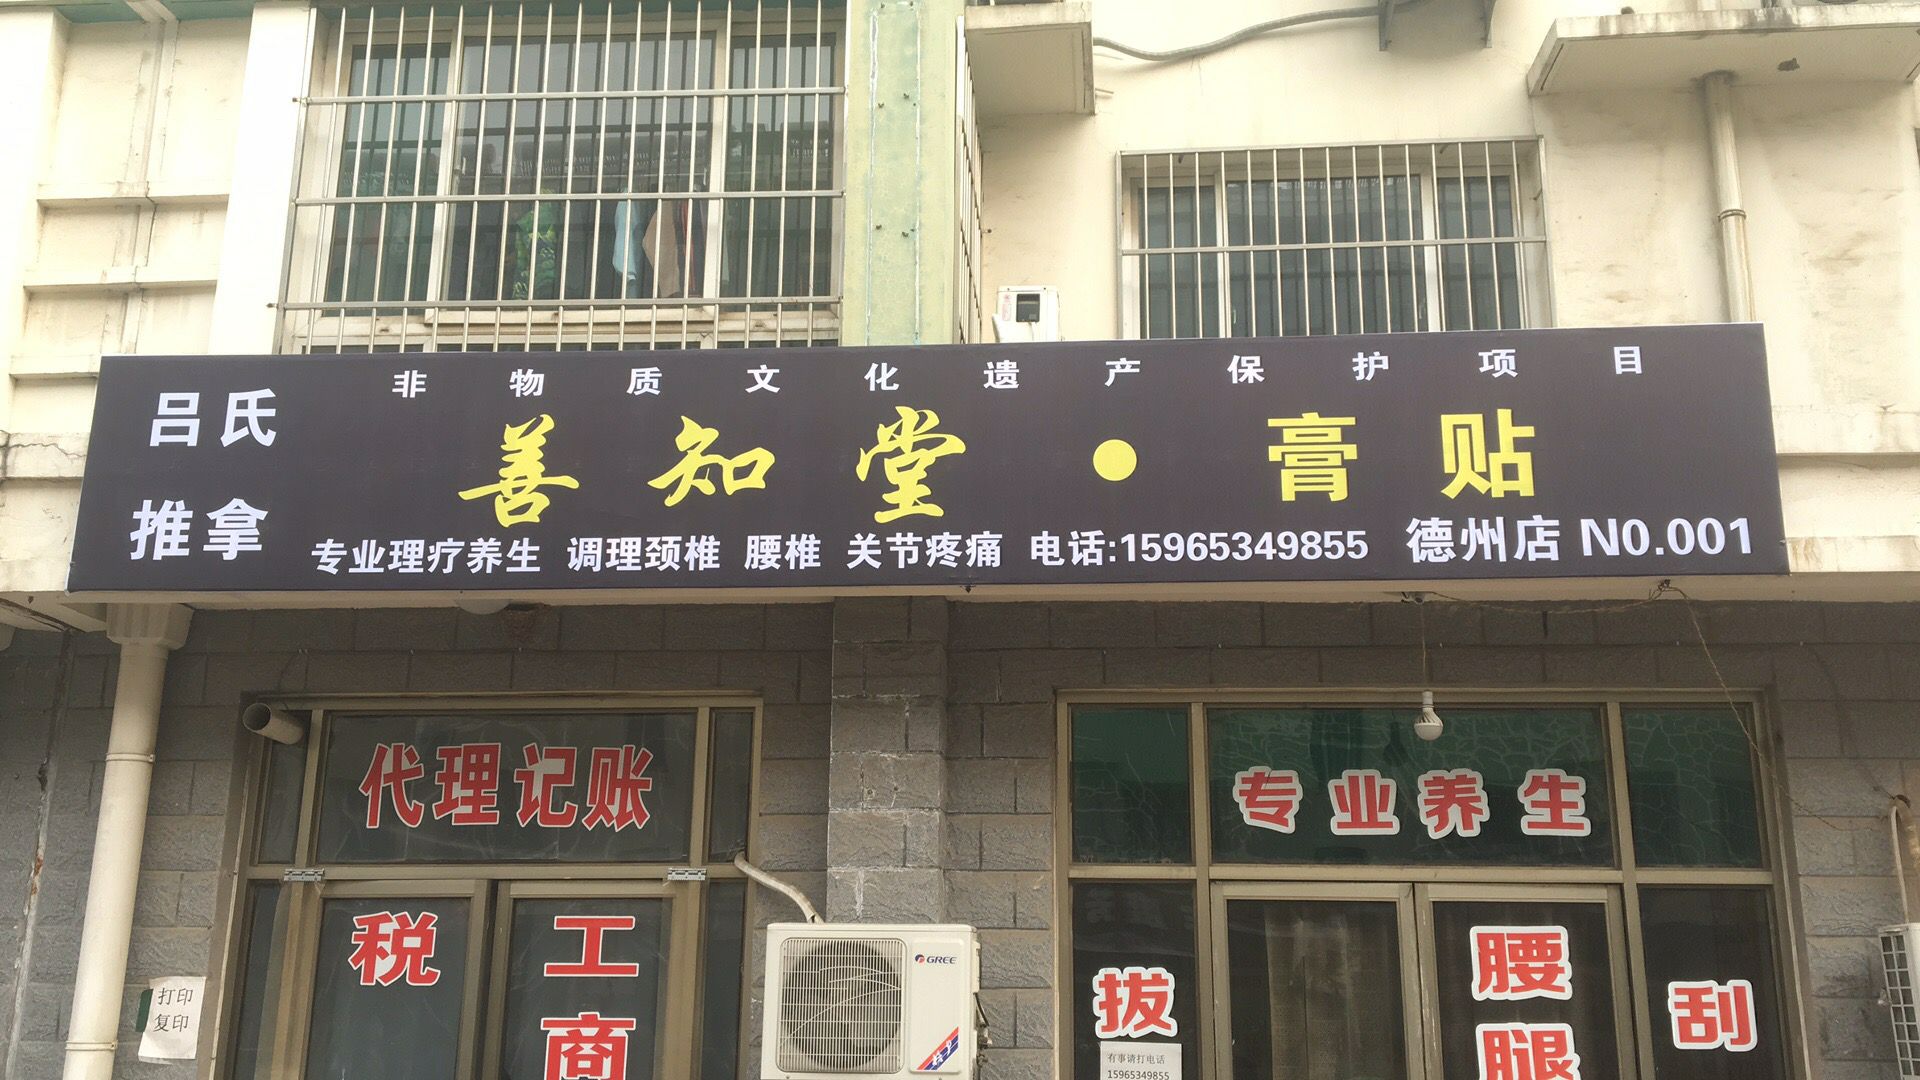 非物质文化遗产保护项目
吕氏
推拿
善知堂·膏贴
专业理疗养生 调理颈椎 腰椎 关节疼痛 电话:15965349855 德州店 NO.001
代理记账
专业养生
税
工商
打印
复印
GREE
拔
腰腿
刮
有事请打电话
15965349855